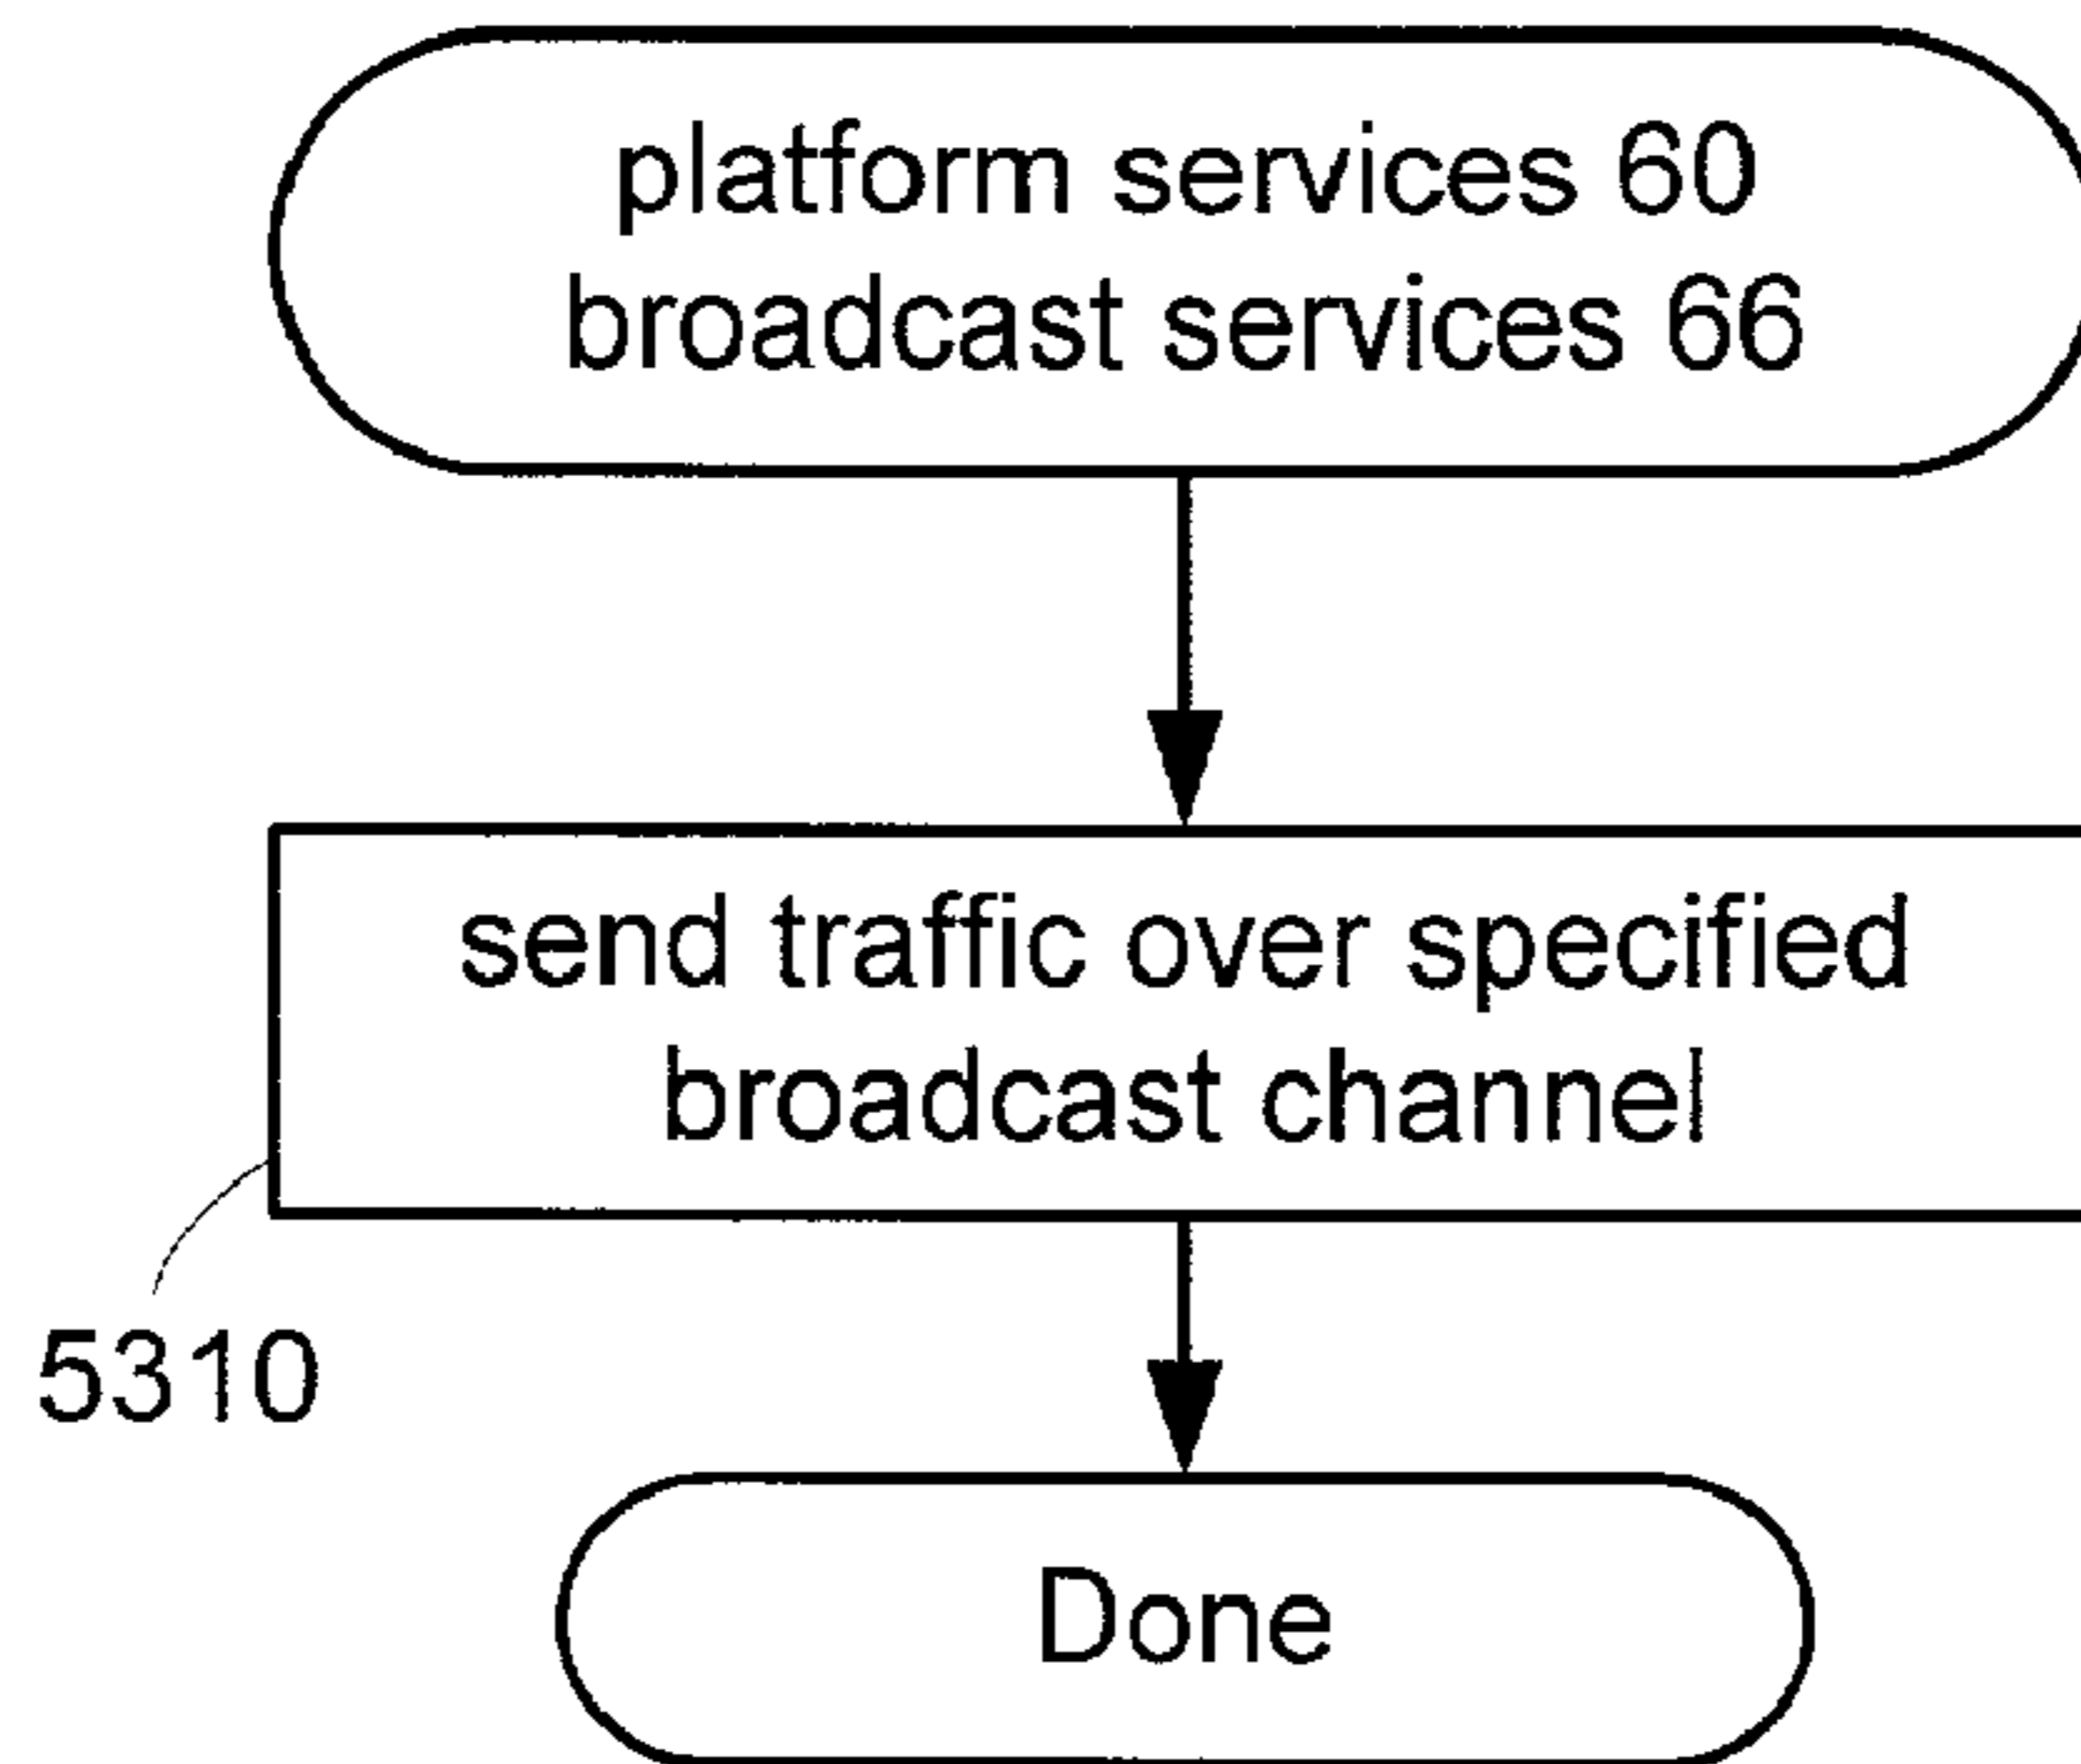 platform services 60
broadcast services 66
send traffic over specified
broadcast channel
5310
Done